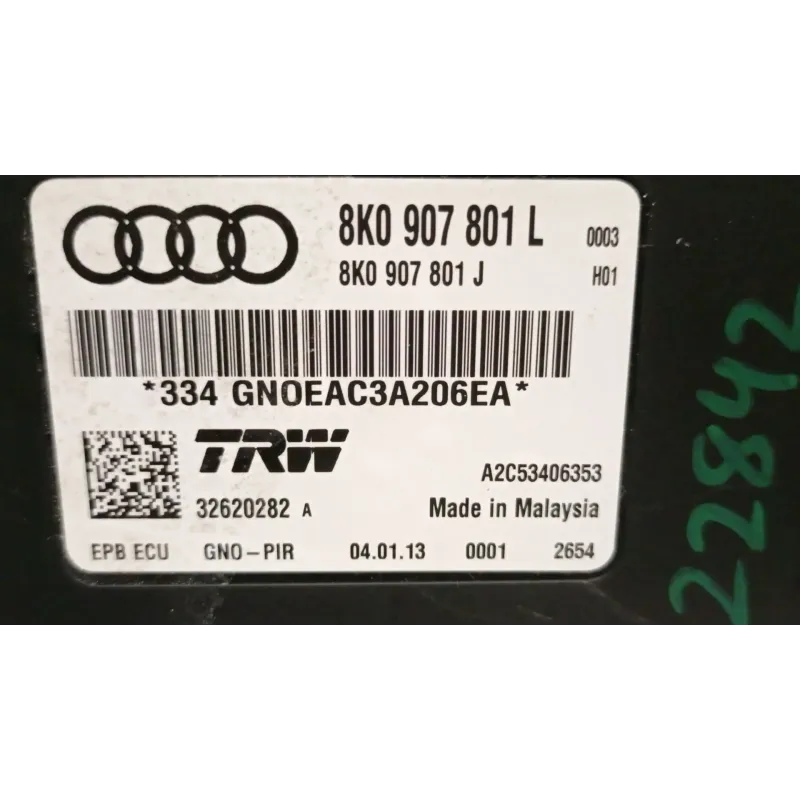 8K0 907 801 L 0003
8K0 907 801 J H01
*334 GNOEAC3A206EA*
TRW
A2C53406353
32620282 A Made in Malaysia
EPB ECU GNO-PIR 04.01.13 0001 2654
22842